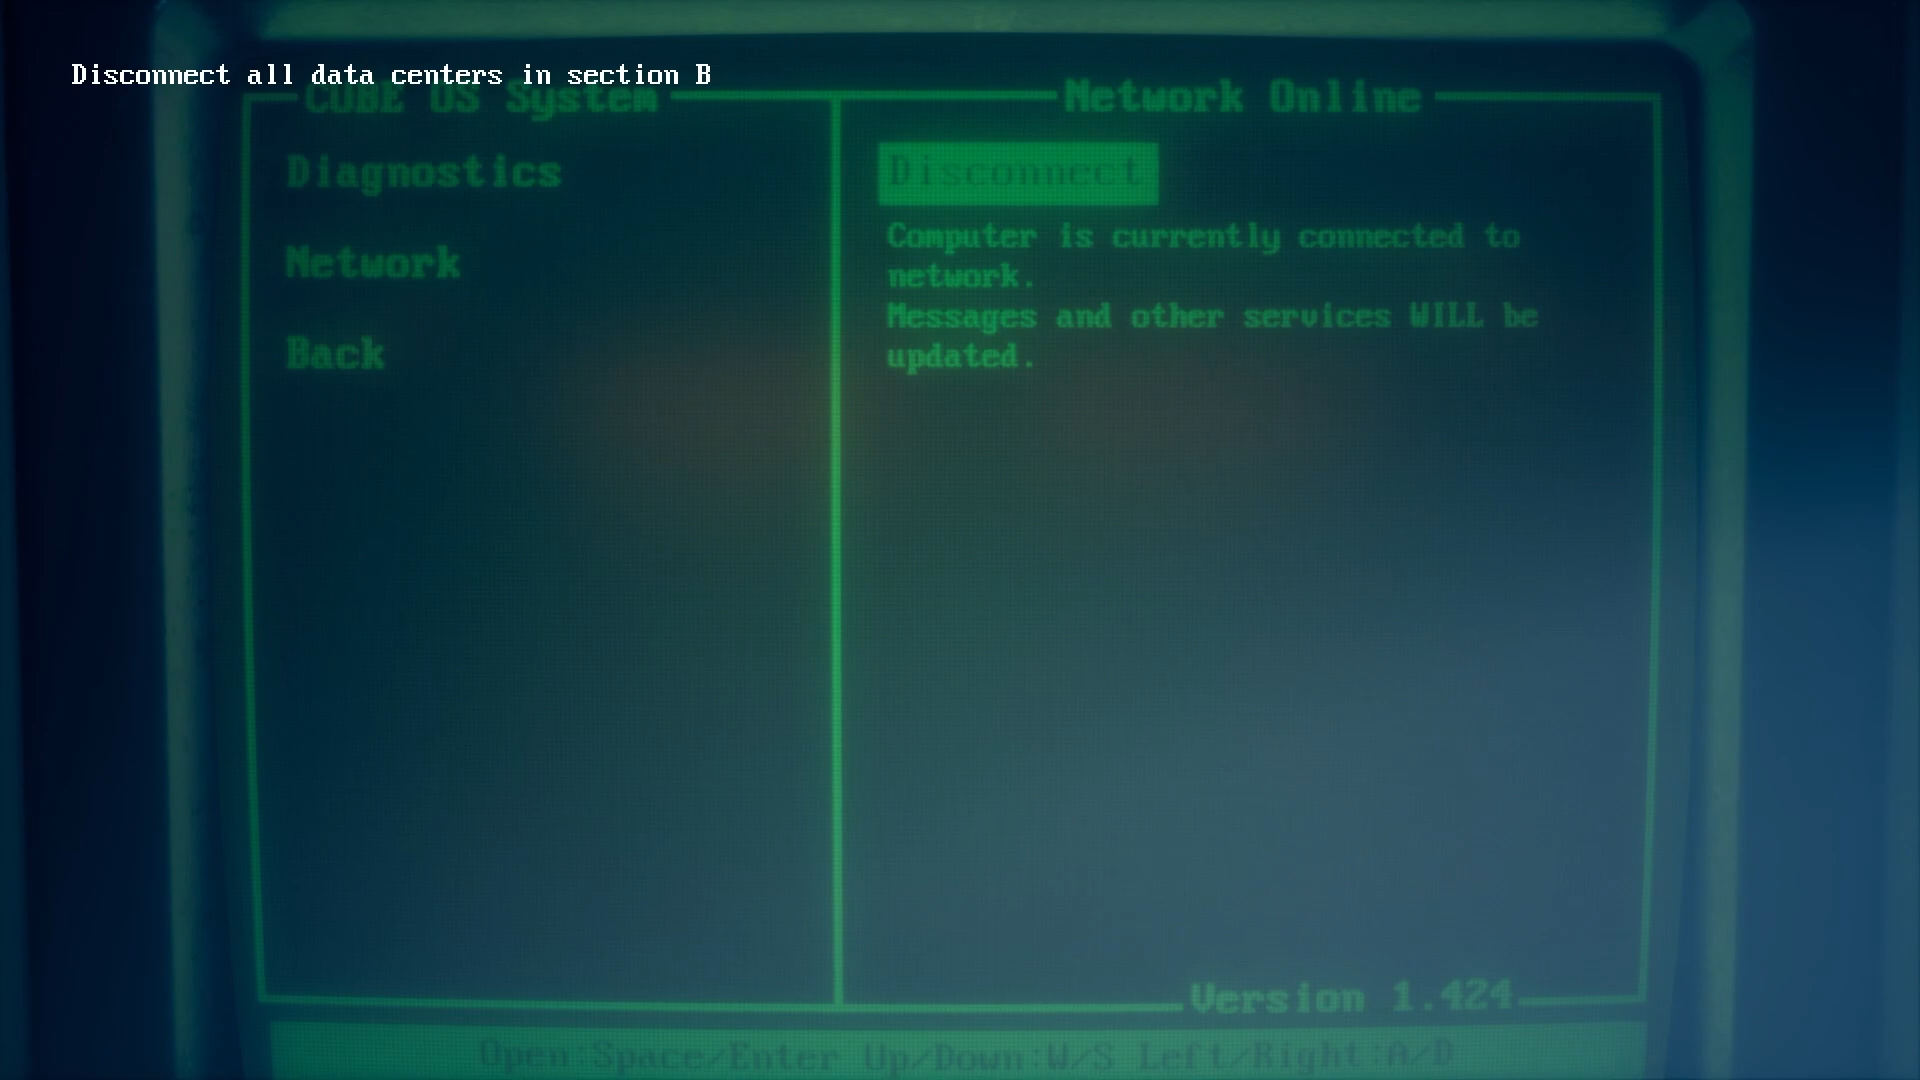 Disconnect all data centers in section B
CUBE OS System
Network Online
Diagnostics
Network
Back
Disconnect
Computer is currently connected to
network.
Messages and other services WILL be
updated.
Version 1.424
Open:Space/Enter Up/Down:W/S Left/Right:A/D